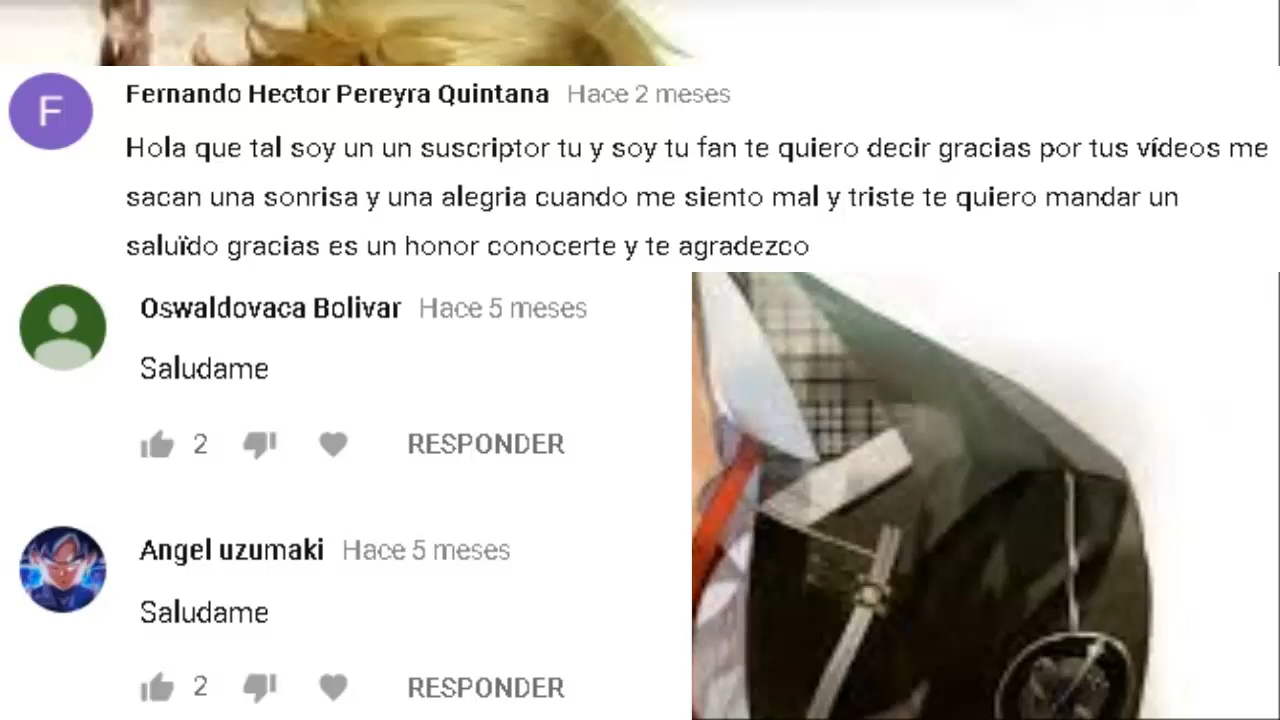 F
Fernando Hector Pereyra Quintana Hace 2 meses
Hola que tal soy un un suscriptor tu y soy tu fan te quiero decir gracias por tus vídeos me
sacan una sonrisa y una alegria cuando me siento mal y triste te quiero mandar un
saluïdo gracias es un honor conocerte y te agradezco
Oswaldovaca Bolivar Hace 5 meses
Saludame
2 RESPONDER
Angel uzumaki Hace 5 meses
Saludame
2 RESPONDER